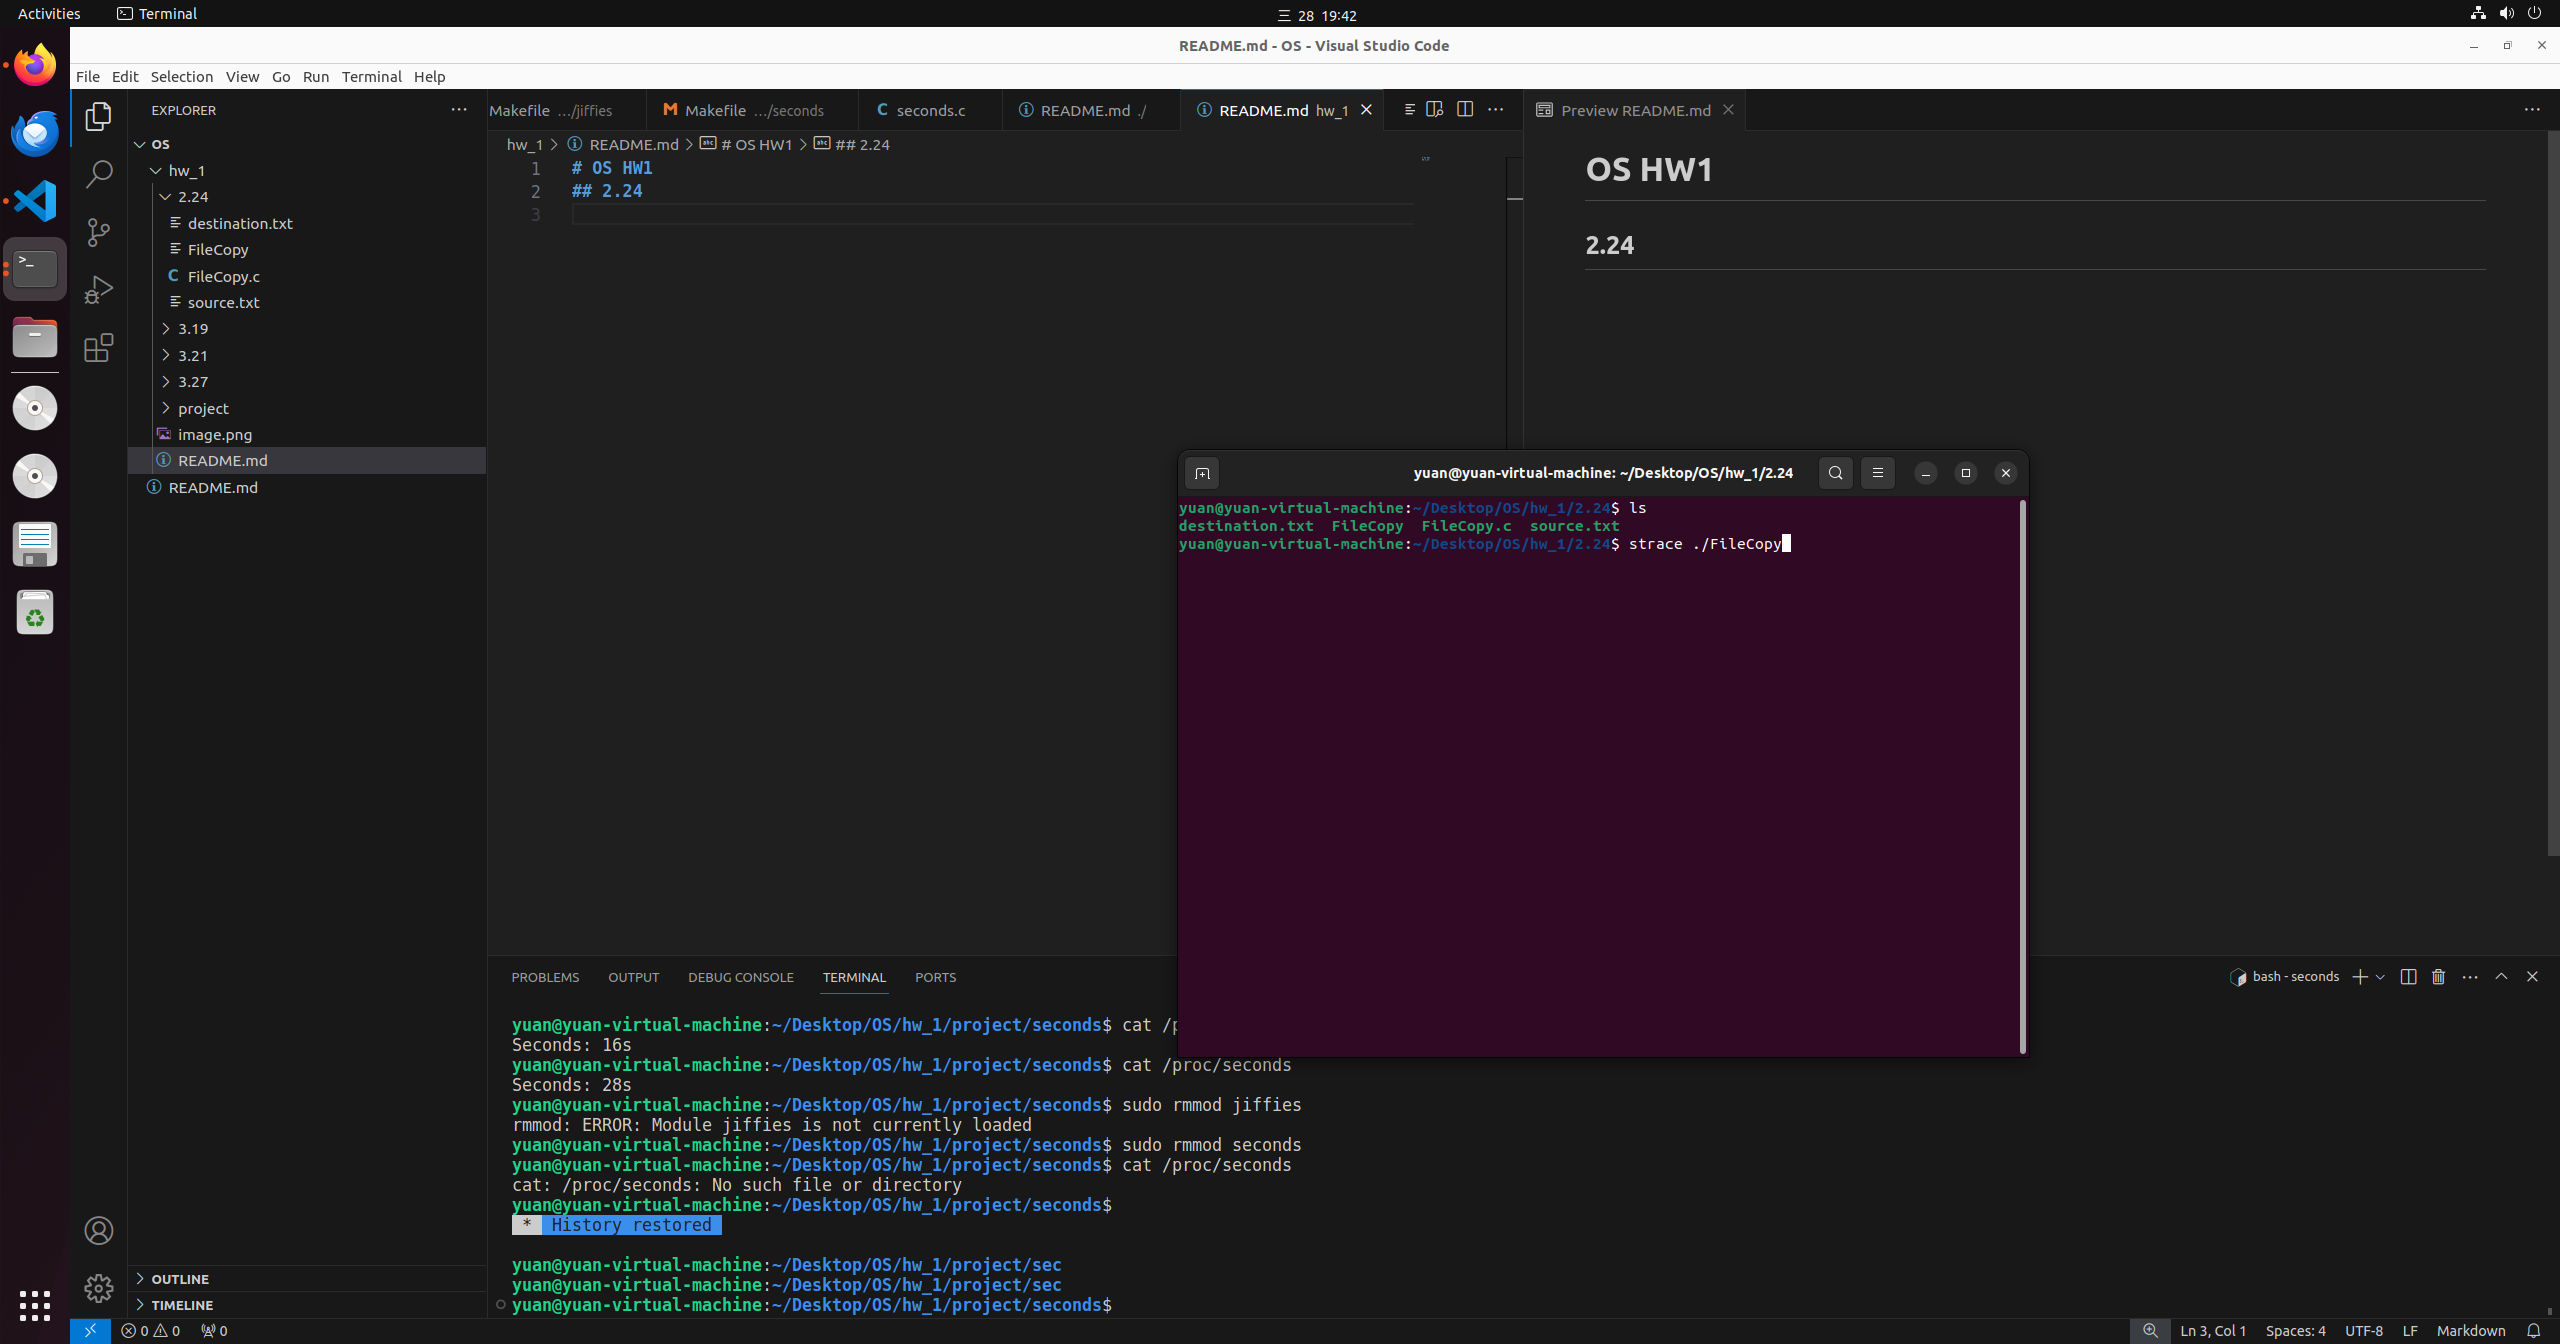 Activities
Terminal
三 28 19:42
README.md - OS - Visual Studio Code
File Edit Selection View Go Run Terminal Help
EXPLORER
OS
hw_1
2.24
destination.txt
FileCopy
C FileCopy.c
source.txt
3.19
3.21
3.27
project
image.png
README.md
README.md
OUTLINE
TIMELINE
Makefile .../jiffies
M Makefile .../seconds
C seconds.c
README.md ./
README.md hw_1
Preview README.md
hw_1 > README.md > # OS HW1 > ## 2.24
1 # OS HW1
2 ## 2.24
3
OS HW1
2.24
yuan@yuan-virtual-machine: ~/Desktop/OS/hw_1/2.24
yuan@yuan-virtual-machine:~/Desktop/OS/hw_1/2.24$ ls
destination.txt FileCopy FileCopy.c source.txt
yuan@yuan-virtual-machine:~/Desktop/OS/hw_1/2.24$ strace ./FileCopy
PROBLEMS OUTPUT DEBUG CONSOLE TERMINAL PORTS
bash - seconds
yuan@yuan-virtual-machine:~/Desktop/OS/hw_1/project/seconds$ cat /p
Seconds: 16s
yuan@yuan-virtual-machine:~/Desktop/OS/hw_1/project/seconds$ cat /proc/seconds
Seconds: 28s
yuan@yuan-virtual-machine:~/Desktop/OS/hw_1/project/seconds$ sudo rmmod jiffies
rmmod: ERROR: Module jiffies is not currently loaded
yuan@yuan-virtual-machine:~/Desktop/OS/hw_1/project/seconds$ sudo rmmod seconds
yuan@yuan-virtual-machine:~/Desktop/OS/hw_1/project/seconds$ cat /proc/seconds
cat: /proc/seconds: No such file or directory
yuan@yuan-virtual-machine:~/Desktop/OS/hw_1/project/seconds$
* History restored
yuan@yuan-virtual-machine:~/Desktop/OS/hw_1/project/sec
yuan@yuan-virtual-machine:~/Desktop/OS/hw_1/project/sec
yuan@yuan-virtual-machine:~/Desktop/OS/hw_1/project/seconds$
0 0 0
Ln 3, Col 1 Spaces: 4 UTF-8 LF Markdown